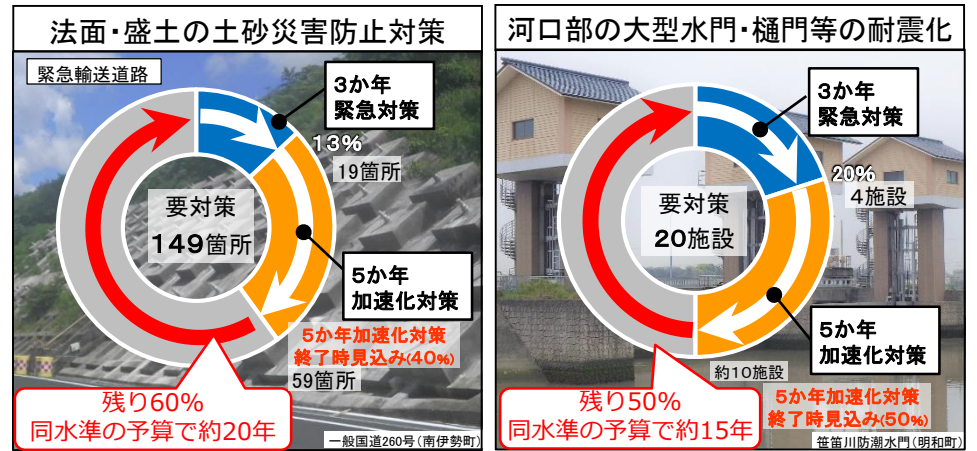 法面・盛土の土砂災害防止対策
緊急輸送道路
3か年
緊急対策
13%
19箇所
要対策
149箇所
5か年
加速化対策
5か年加速化対策
終了時見込み(40%)
59箇所
残り60%
同水準の予算で約20年
一般国道260号(南伊勢町)
河口部の大型水門・樋門等の耐震化
3か年
緊急対策
20%
4施設
要対策
20施設
5か年
加速化対策
約10施設
5か年加速化対策
終了時見込み(50%)
残り50%
同水準の予算で約15年
笹笛川防潮水門(明和町)